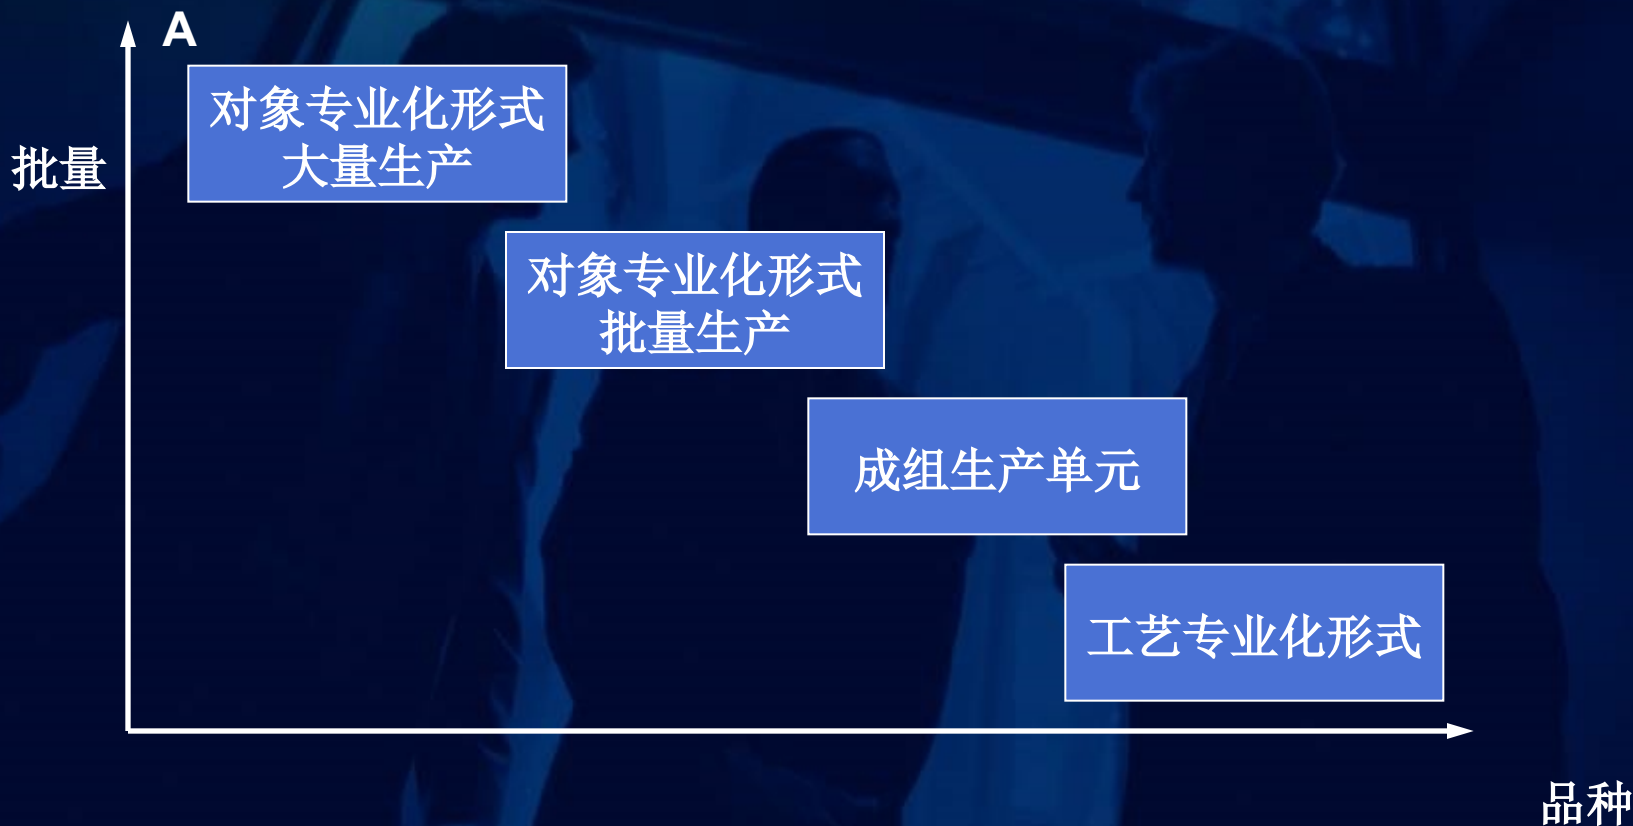 A
对象专业化形式
大量生产
批量
对象专业化形式
批量生产
成组生产单元
工艺专业化形式
品种